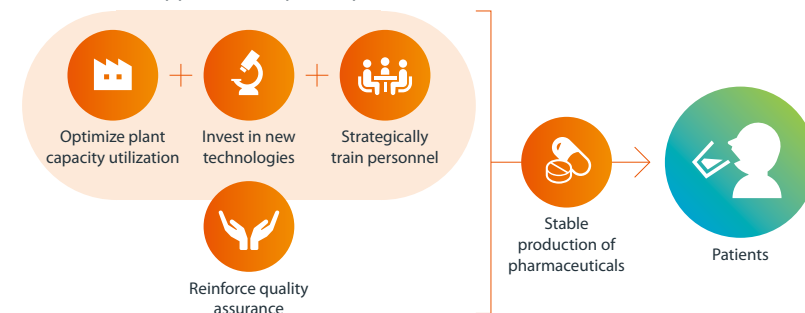 Optimize plant
capacity utilization
Invest in new
technologies
Strategically
train personnel
Reinforce quality
assurance
Stable
production of
pharmaceuticals
Patients